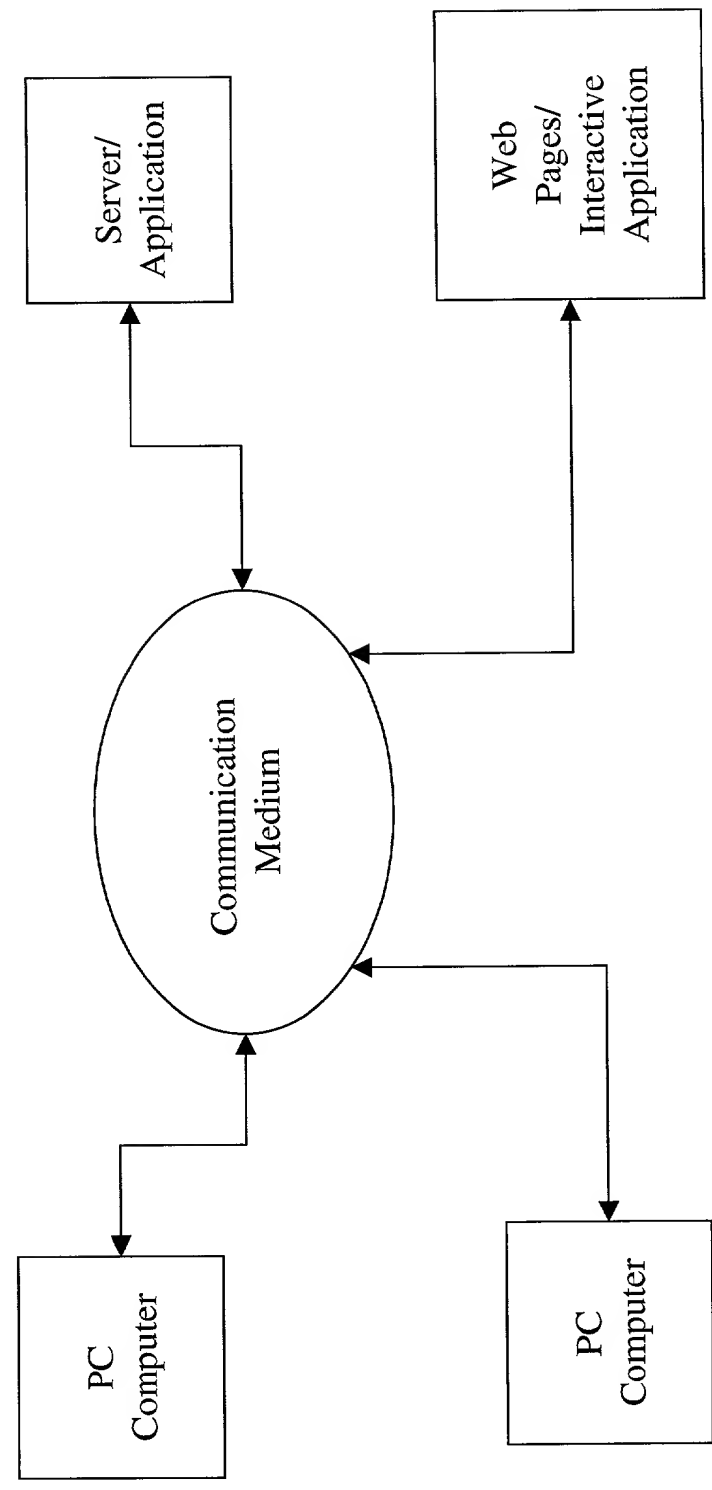 PC
Computer
Communication
Medium
Server/
Application
PC
Computer
Web
Pages/
Interactive
Application